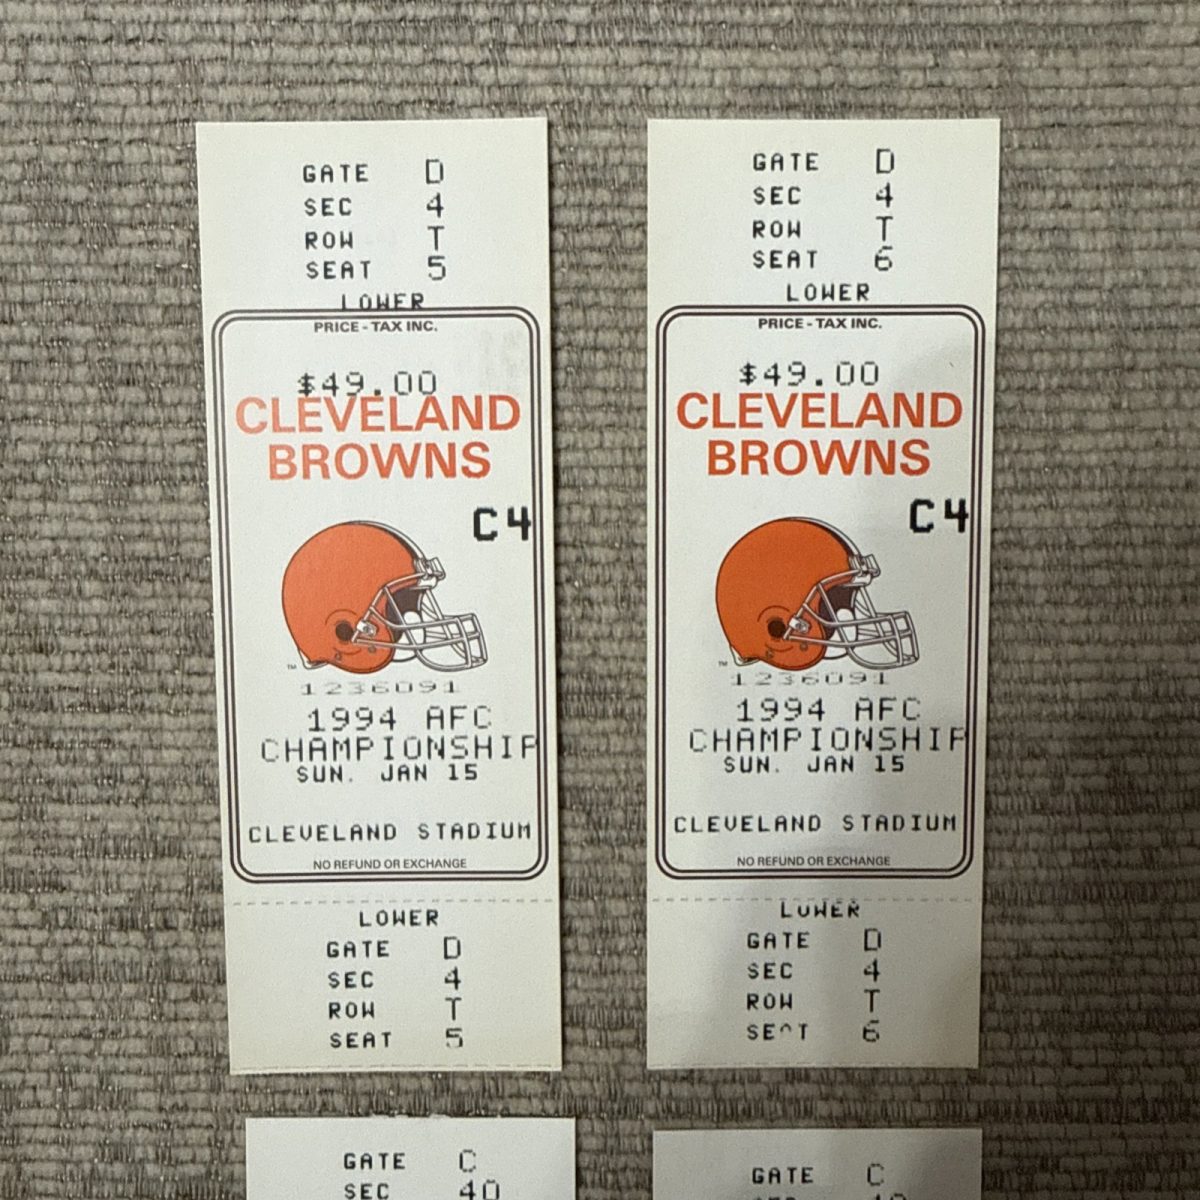 GATE D
SEC 4
ROW T
SEAT 5
LOWER
PRICE - TAX INC.
$49.00
CLEVELAND
BROWNS
C4
TM
1236091
1994 AFC
CHAMPIONSHIP
SUN. JAN 15
CLEVELAND STADIUM
NO REFUND OR EXCHANGE
LOWER
GATE D
SEC 4
ROW T
SEAT 5
GATE D
SEC 4
ROW T
SEAT 6
LOWER
PRICE - TAX INC.
$49.00
CLEVELAND
BROWNS
C4
TM
1236091
1994 AFC
CHAMPIONSHIP
SUN. JAN 15
CLEVELAND STADIUM
NO REFUND OR EXCHANGE
LOWER
GATE D
SEC 4
ROW T
SEAT 6
GATE C
SEC 40
GATE C